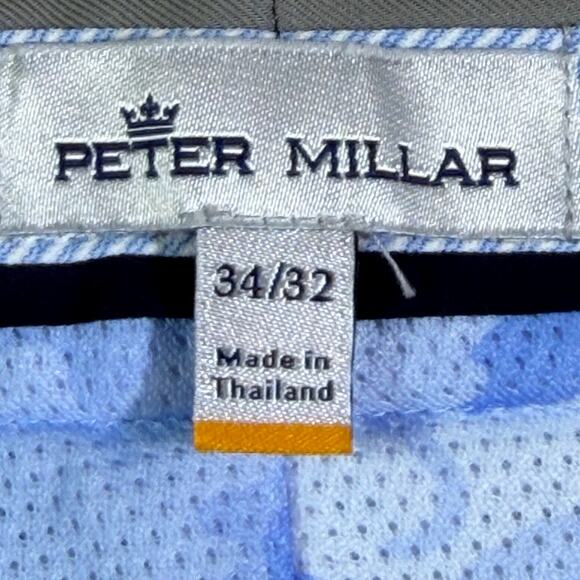 PETER MILLAR
34/32
Made in
Thailand